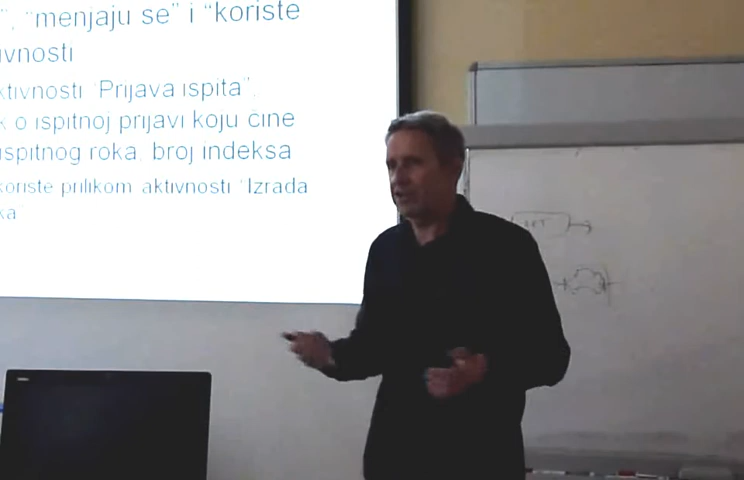 ”, “menjaju se” i “koriste
ivnosti
ktivnosti “Prijava ispita”,
k o ispitnoj prijavi koju čine
ispitnog roka, broj indeksa
koriste prilikom aktivnosti “Izrada
ka”